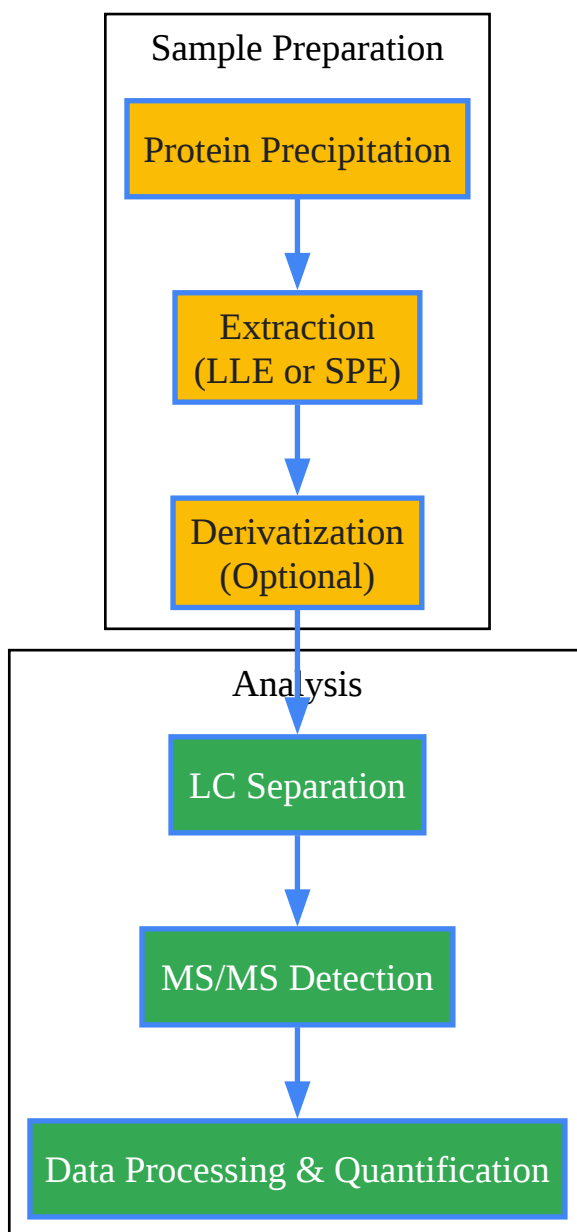 Sample Preparation
Protein Precipitation
Extraction
(LLE or SPE)
Derivatization
(Optional)
Analysis
LC Separation
MS/MS Detection
Data Processing & Quantification